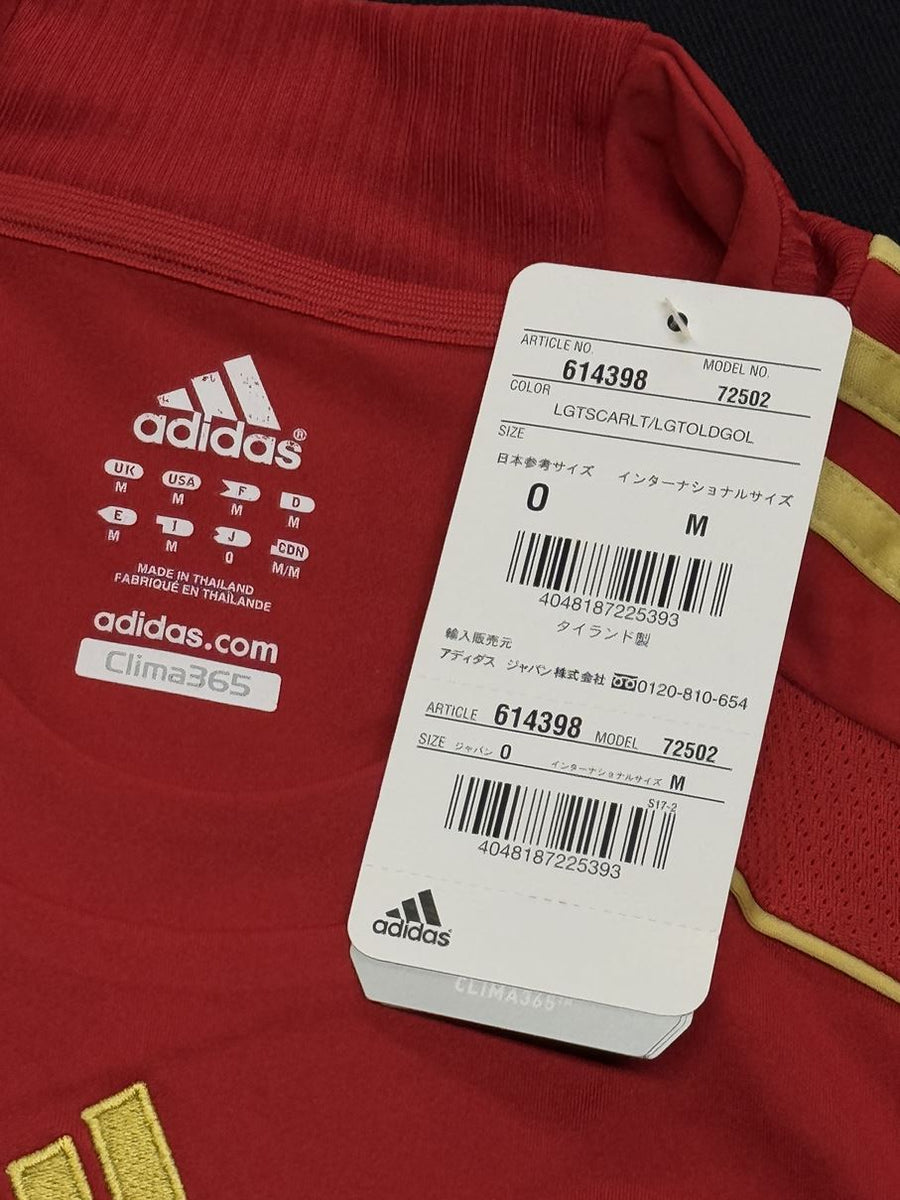 adidas®
UK USA F D
M M M M
E I J CDN
M M O M/M
MADE IN THAILAND
FABRIQUÉ EN THAÏLANDE
adidas.com
Clima365
ARTICLE NO. 614398 MODEL NO. 72502
COLOR LGTSCARLT/LGTOLDGOL
SIZE
日本参考サイズ インターナショナルサイズ
O M
4048187225393
タイランド製
輸入販売元
アディダス ジャパン株式会社 0120-810-654
ARTICLE 614398 MODEL 72502
SIZE ジャパン O インターナショナルサイズ M
S17-2
4048187225393
adidas
CLIMA365™